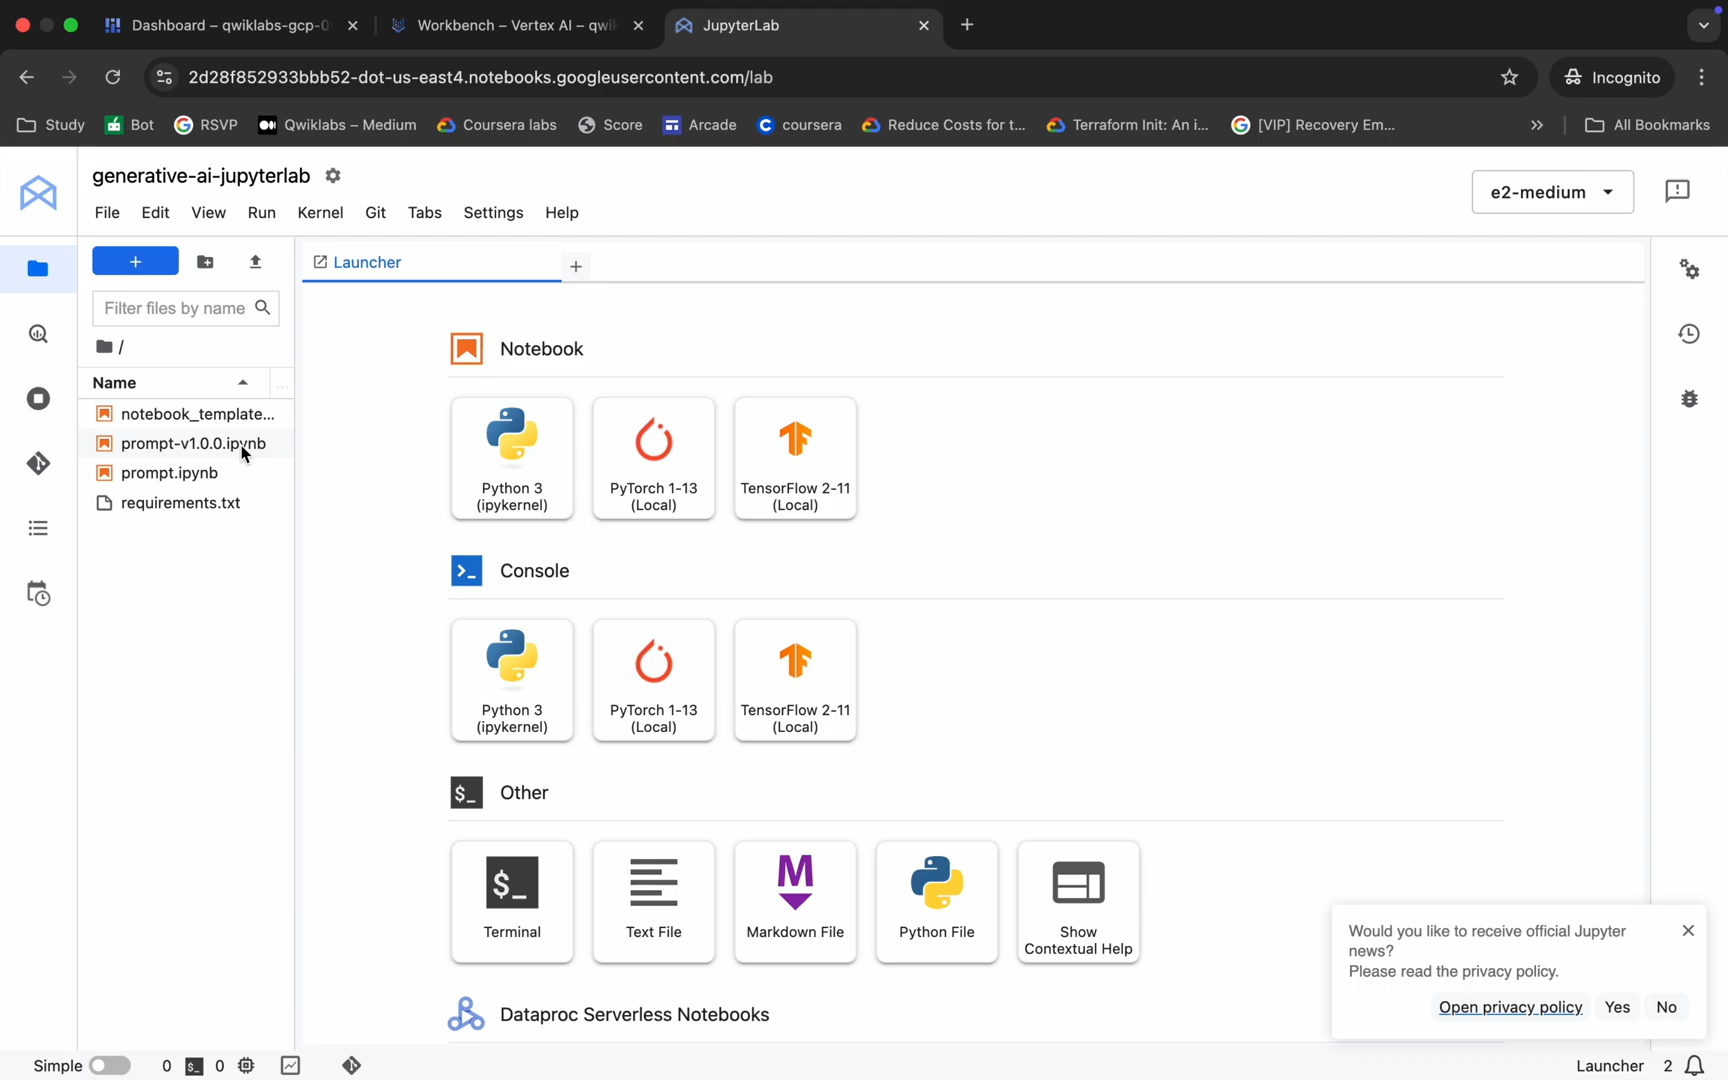 Dashboard – qwiklabs-gcp-0
Workbench – Vertex AI – qwi
JupyterLab
2d28f852933bbb52-dot-us-east4.notebooks.googleusercontent.com/lab
Incognito
Study
Bot
RSVP
Qwiklabs – Medium
Coursera labs
Score
Arcade
coursera
Reduce Costs for t...
Terraform Init: An i...
[VIP] Recovery Em...
All Bookmarks
generative-ai-jupyterlab
e2-medium
File Edit View Run Kernel Git Tabs Settings Help
+
Launcher
Filter files by name
/
Name
...
notebook_template...
prompt-v1.0.0.ipynb
prompt.ipynb
requirements.txt
Notebook
Python 3
(ipykernel)
PyTorch 1-13
(Local)
TensorFlow 2-11
(Local)
Console
Python 3
(ipykernel)
PyTorch 1-13
(Local)
TensorFlow 2-11
(Local)
$_ Other
$_
Terminal
Text File
M
Markdown File
Python File
Show
Contextual Help
Dataproc Serverless Notebooks
Would you like to receive official Jupyter
news?
Please read the privacy policy.
Open privacy policy Yes No
Simple
0
$_
0
Launcher 2